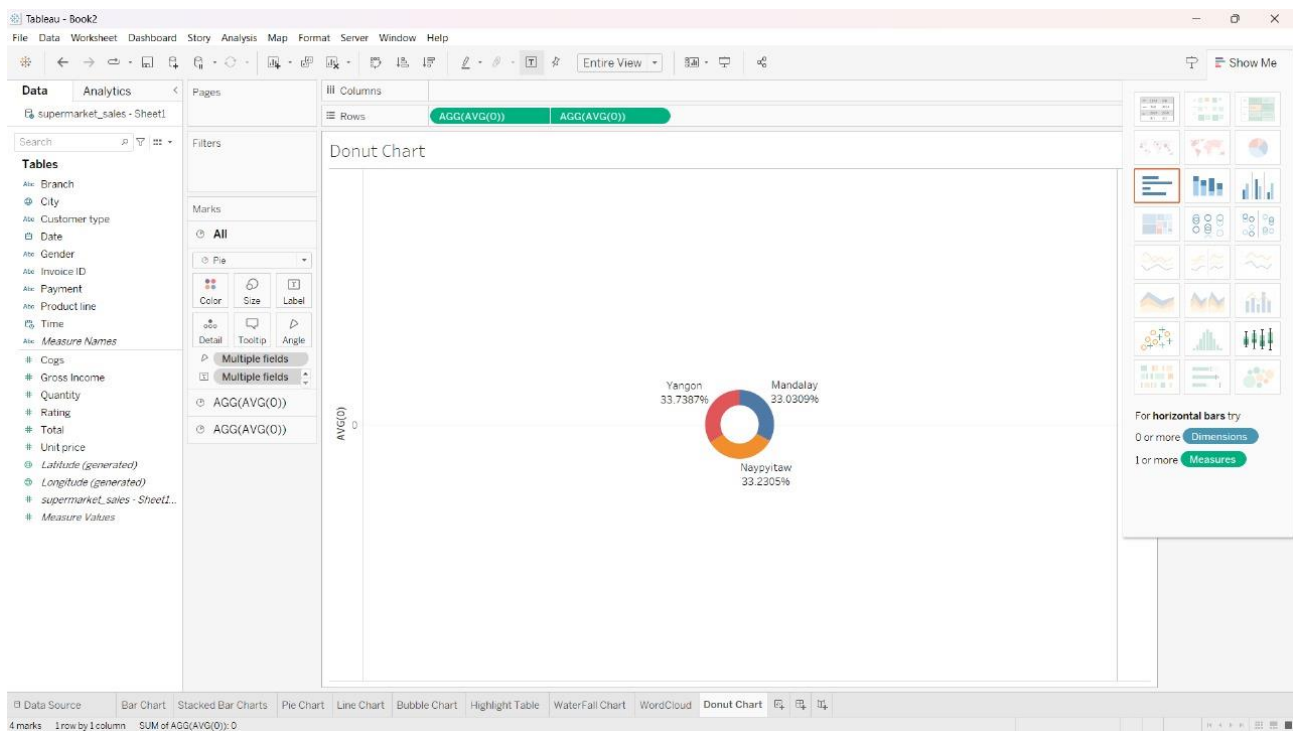 Tableau - Book2
File Data Worksheet Dashboard Story Analysis Map Format Server Window Help
Entire View
Show Me
Data Analytics
supermarket_sales - Sheet1
Search
Tables
Abc Branch
City
Abc Customer type
Date
Abc Gender
Abc Invoice ID
Abc Payment
Abc Product line
Time
Abc Measure Names
# Cogs
# Gross Income
# Quantity
# Rating
# Total
# Unit price
Latitude (generated)
Longitude (generated)
# supermarket_sales - Sheet1...
# Measure Values
Pages
Filters
Marks
All
Pie
Color Size Label
Detail Tooltip Angle
Multiple fields
Multiple fields
AGG(AVG(0))
AGG(AVG(0))
Columns
Rows AGG(AVG(0)) AGG(AVG(0))
Donut Chart
AVG(0)
0
Yangon
33.7387%
Mandalay
33.0309%
Naypyitaw
33.2305%
For horizontal bars try
0 or more Dimensions
1 or more Measures
Data Source Bar Chart Stacked Bar Charts Pie Chart Line Chart Bubble Chart Highlight Table WaterFall Chart WordCloud Donut Chart
4 marks 1 row by 1 column SUM of AGG(AVG(0)): 0